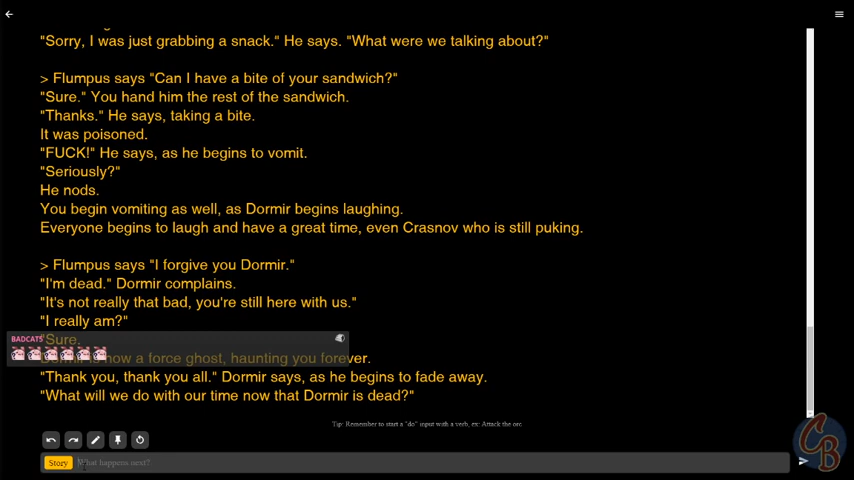 "Sorry, I was just grabbing a snack." He says. "What were we talking about?"
> Flumpus says "Can I have a bite of your sandwich?"
"Sure." You hand him the rest of the sandwich.
"Thanks." He says, taking a bite.
It was poisoned.
"FUCK!" He says, as he begins to vomit.
"Seriously?"
He nods.
You begin vomiting as well, as Dormir begins laughing.
Everyone begins to laugh and have a great time, even Crasnov who is still puking.
> Flumpus says "I forgive you Dormir."
"I'm dead." Dormir complains.
"It's not really that bad, you're still here with us."
"I really am?"
BADCATS
"Sure.
Dormir is now a force ghost, haunting you forever.
"Thank you, thank you all." Dormir says, as he begins to fade away.
"What will we do with our time now that Dormir is dead?"
Tip: Remember to start a "do" input with a verb, ex: Attack the orc
Story What happens next?
CB